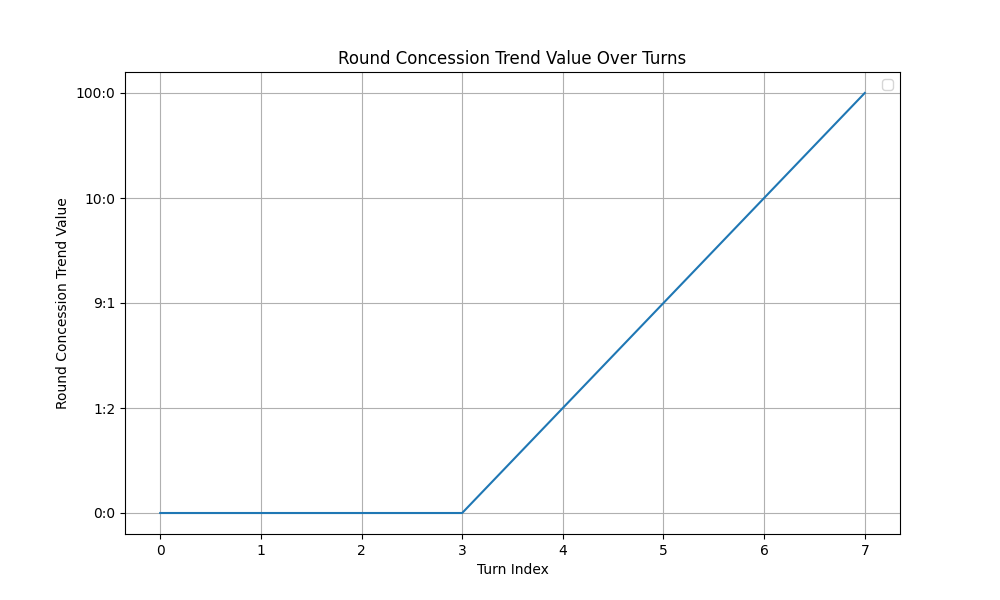 Round Concession Trend Value Over Turns
100:0
10:0
9:1
1:2
0:0
Round Concession Trend Value
0 1 2 3 4 5 6 7
Turn Index